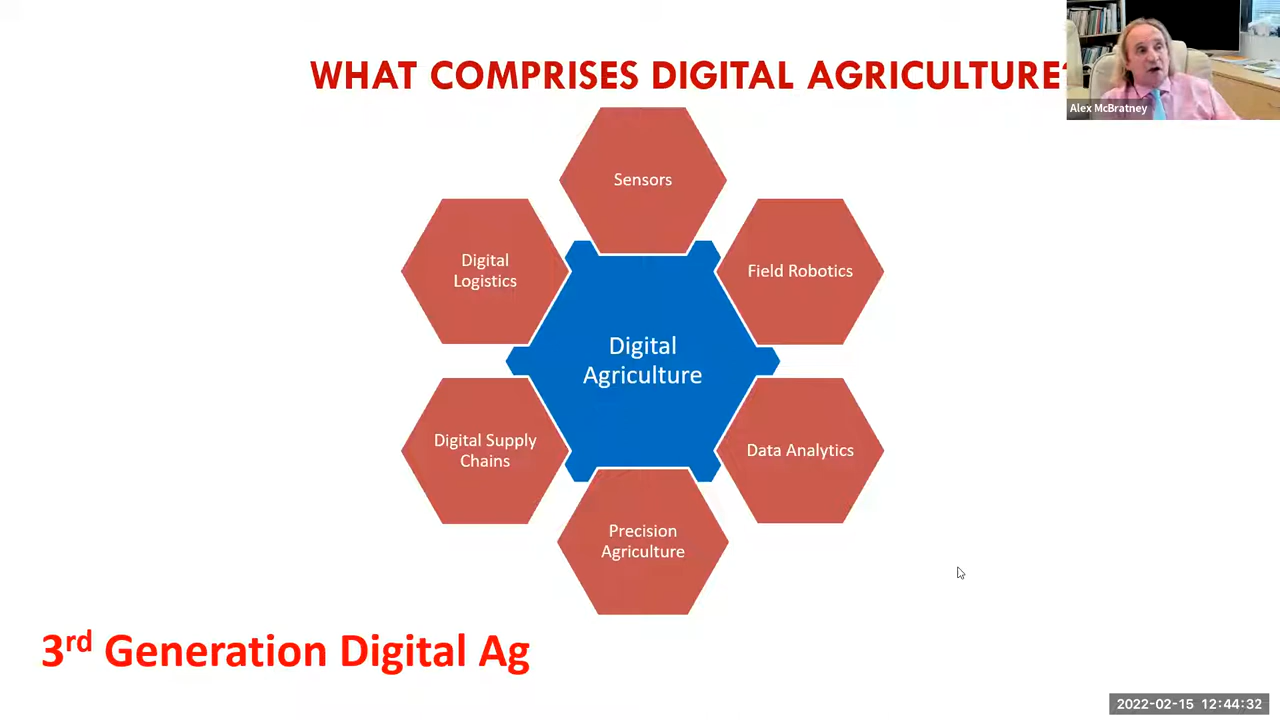 WHAT COMPRISES DIGITAL AGRICULTURE?
Alex McBratney
Sensors
Digital
Logistics
Field Robotics
Digital
Agriculture
Digital Supply
Chains
Data Analytics
Precision
Agriculture
3rd Generation Digital Ag
2022-02-15 12:44:32